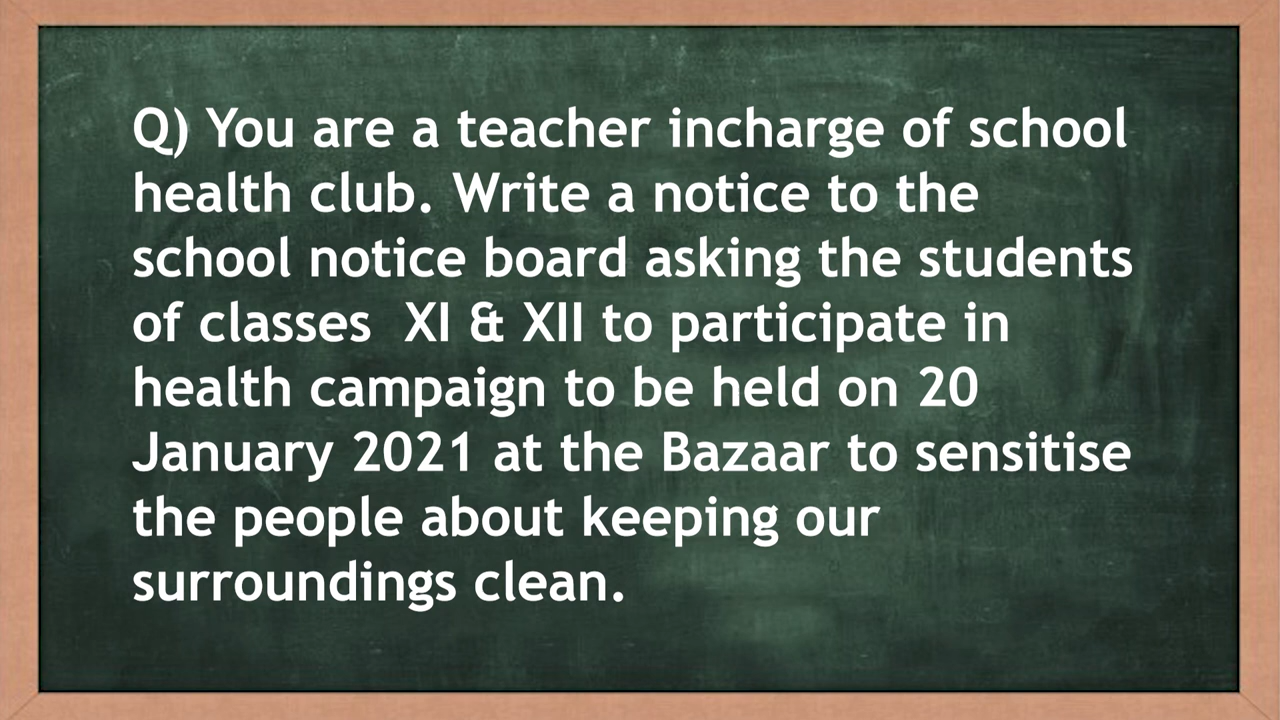 Q) You are a teacher incharge of school
health club. Write a notice to the
school notice board asking the students
of classes  XI & XII to participate in
health campaign to be held on 20
January 2021 at the Bazaar to sensitise
the people about keeping our
surroundings clean.